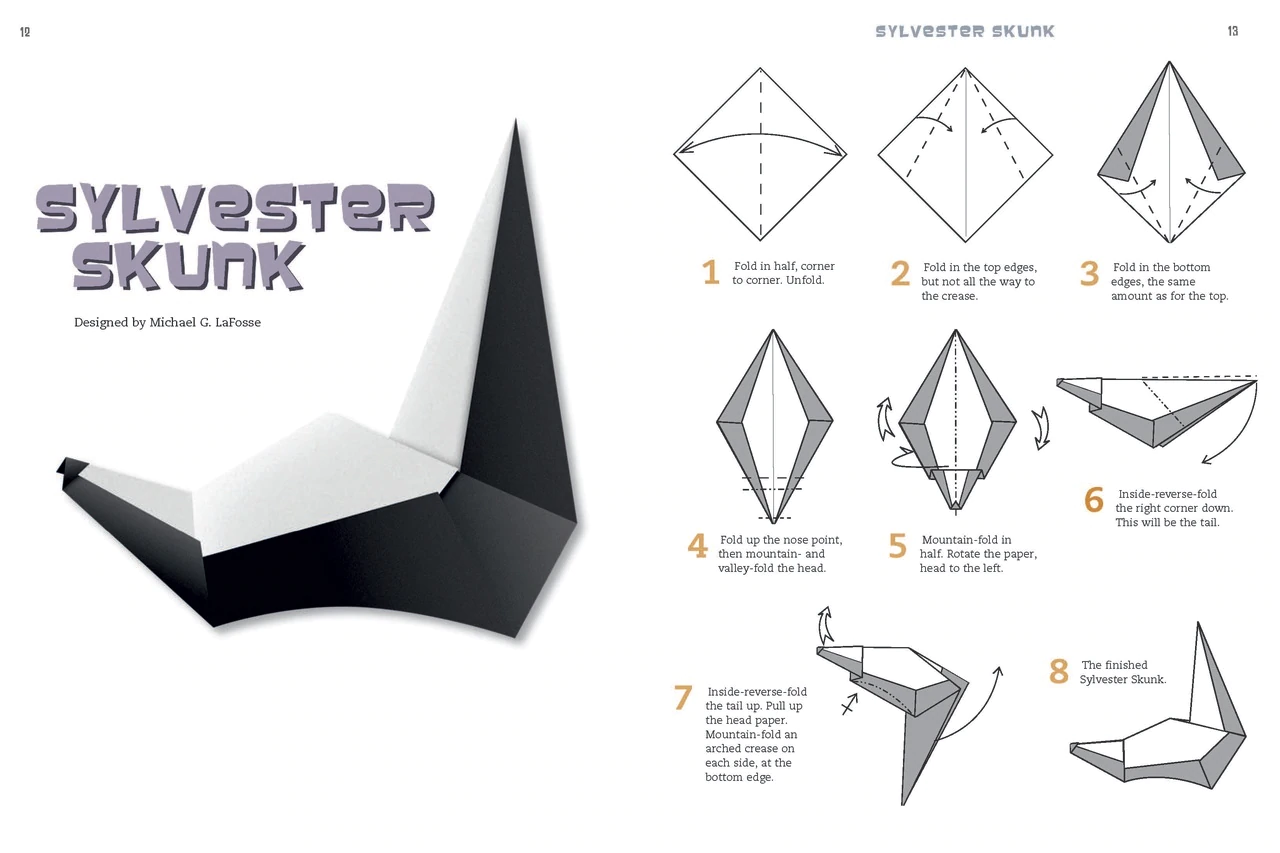 12
SYLVESTER
SKUNK
Designed by Michael G. LaFosse
SYLVESTER SKUNK
13
1 Fold in half, corner
to corner. Unfold.
2 Fold in the top edges,
but not all the way to
the crease.
3 Fold in the bottom
edges, the same
amount as for the top.
4 Fold up the nose point,
then mountain- and
valley-fold the head.
5 Mountain-fold in
half. Rotate the paper,
head to the left.
6 Inside-reverse-fold
the right corner down.
This will be the tail.
7 Inside-reverse-fold
the tail up. Pull up
the head paper.
Mountain-fold an
arched crease on
each side, at the
bottom edge.
8 The finished
Sylvester Skunk.